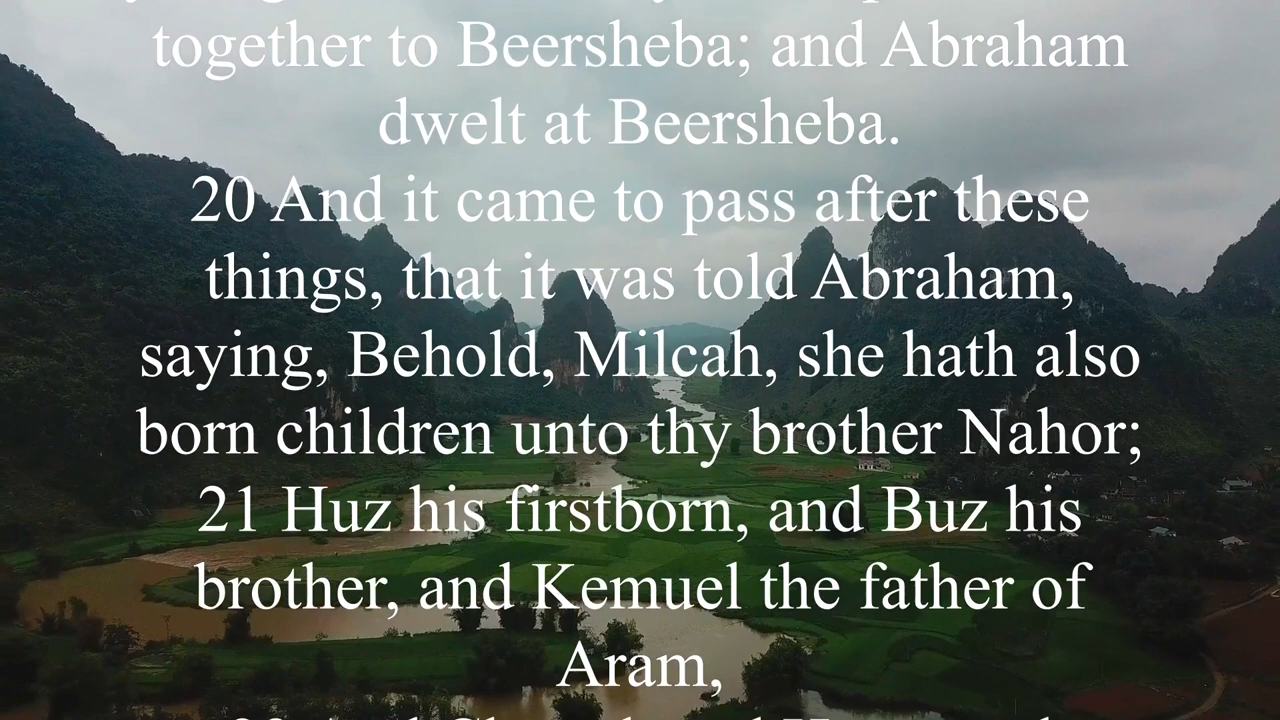 together to Beersheba; and Abraham
dwelt at Beersheba.
20 And it came to pass after these
things, that it was told Abraham,
saying, Behold, Milcah, she hath also
born children unto thy brother Nahor;
21 Huz his firstborn, and Buz his
brother, and Kemuel the father of
Aram,